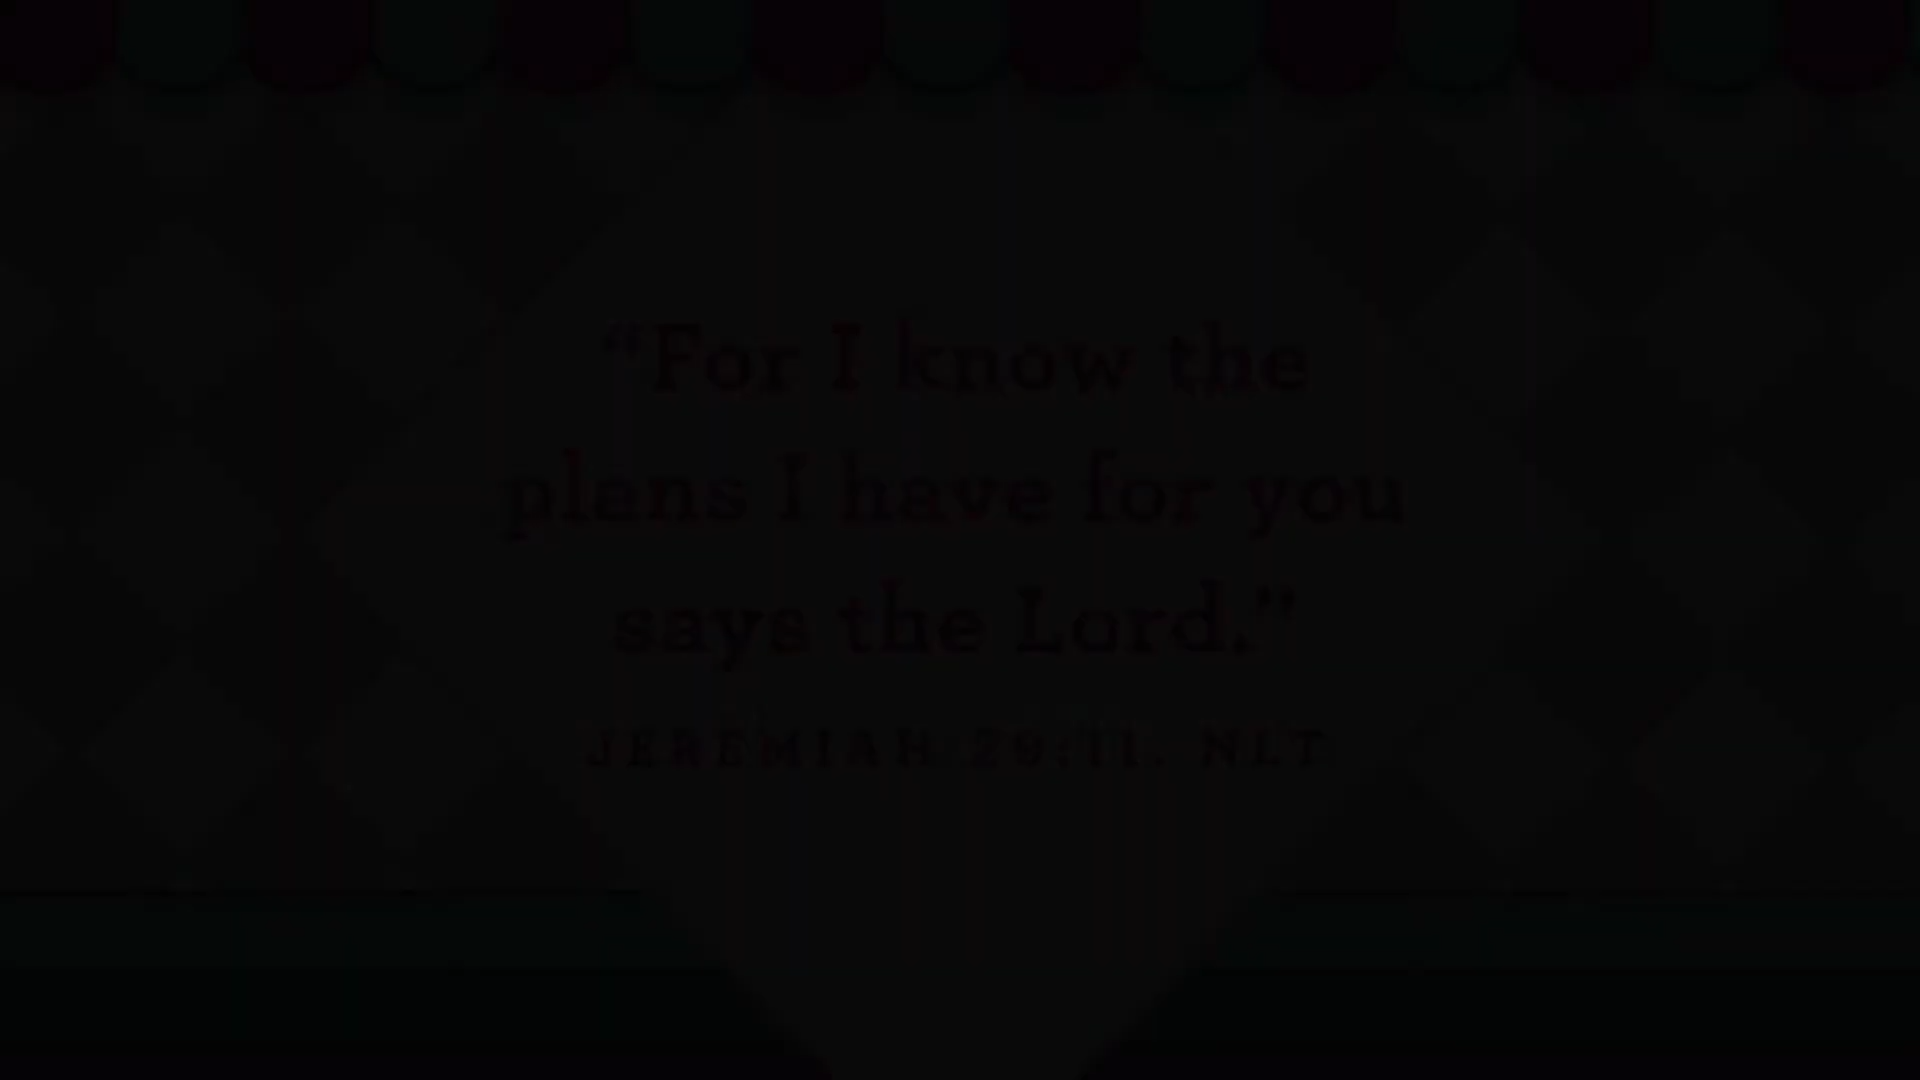 “For I know the
plans I have for you
says the Lord.”
JEREMIAH 29:11, NLT